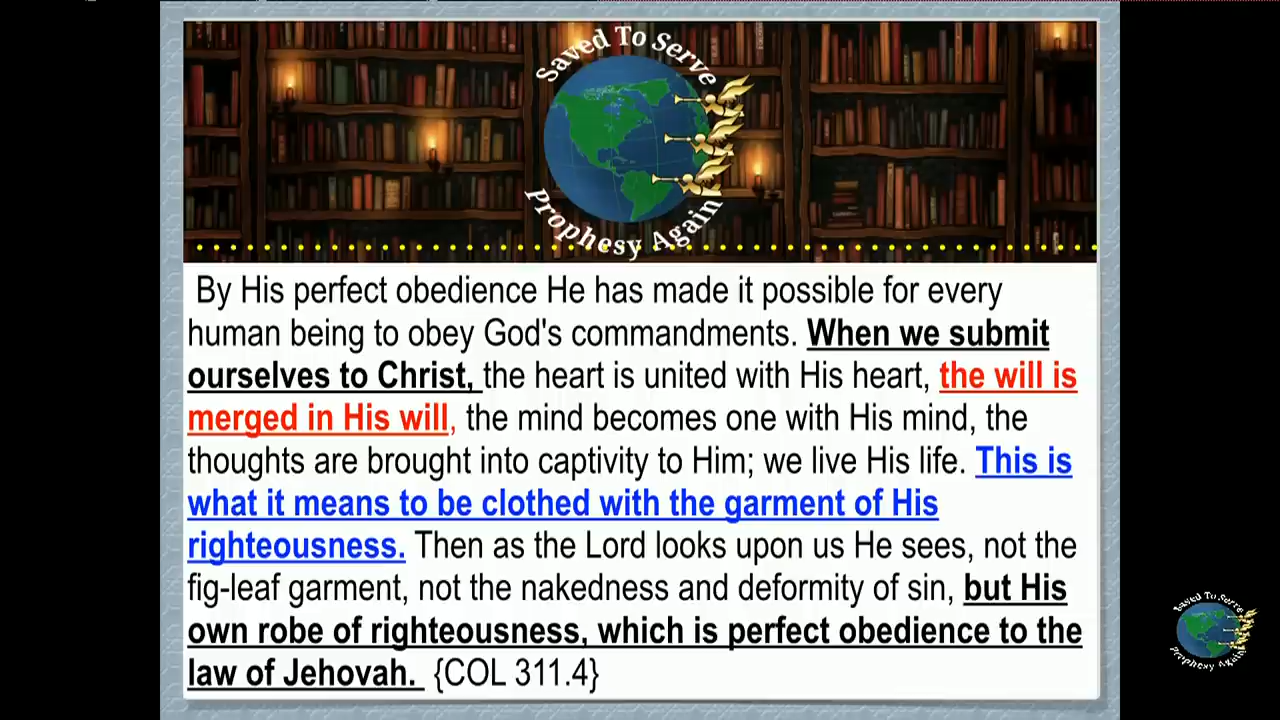 Saved To Serve
Prophesy Again
By His perfect obedience He has made it possible for every
human being to obey God's commandments. When we submit
ourselves to Christ, the heart is united with His heart, the will is
merged in His will, the mind becomes one with His mind, the
thoughts are brought into captivity to Him; we live His life. This is
what it means to be clothed with the garment of His
righteousness. Then as the Lord looks upon us He sees, not the
fig-leaf garment, not the nakedness and deformity of sin, but His
own robe of righteousness, which is perfect obedience to the
law of Jehovah. {COL 311.4}
Saved To Serve
Prophesy Again